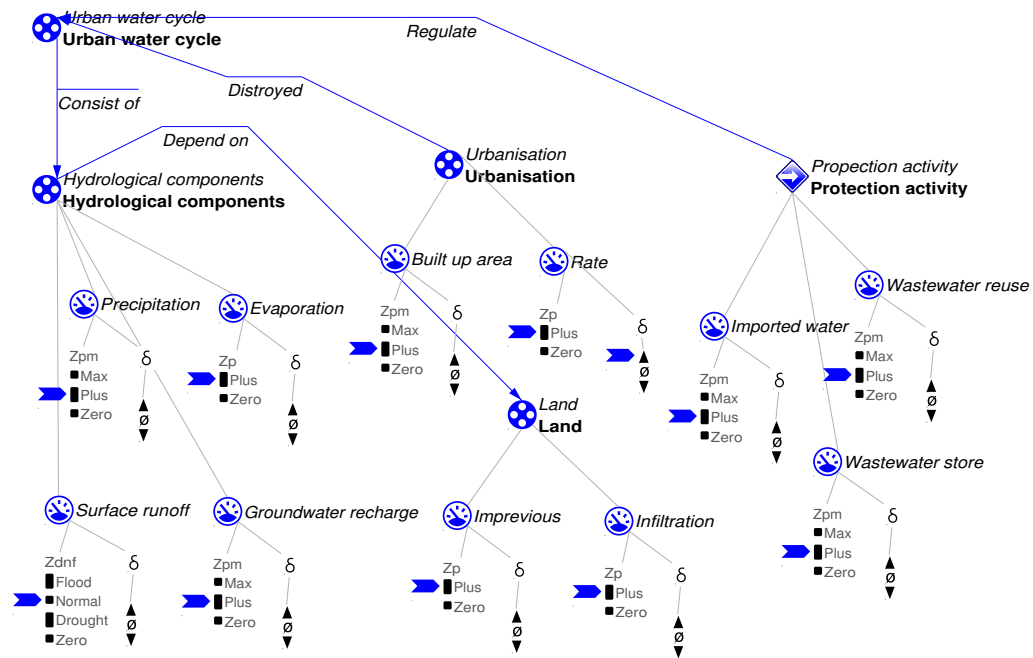 Urban water cycle
Urban water cycle
Regulate
Distroyed
Consist of
Depend on
Urbanisation
Urbanisation
Propection activity
Protection activity
Hydrological components
Hydrological components
Built up area
Rate
Wastewater reuse
Precipitation
Evaporation
Imported water
Zpm
Max
Plus
Zero
δ
ø
Zp
Plus
Zero
δ
ø
Zpm
Max
Plus
Zero
δ
ø
Zp
Plus
Zero
δ
ø
Zpm
Max
Plus
Zero
δ
ø
Zpm
Max
Plus
Zero
δ
ø
Land
Land
Wastewater store
Zpm
Max
Plus
Zero
δ
ø
Surface runoff
Groundwater recharge
Imprevious
Infiltration
Zdnf
Flood
Normal
Drought
Zero
δ
ø
Zpm
Max
Plus
Zero
δ
ø
Zp
Plus
Zero
δ
ø
Zp
Plus
Zero
δ
ø